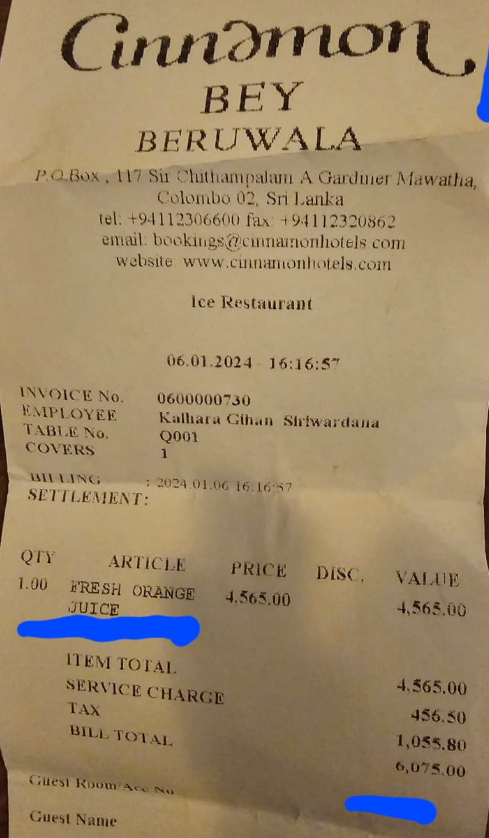 Cinnamon
BEY
BERUWALA
P.O.Box , 117 Sir Chithampalam A Gardiner Mawatha,
Colombo 02, Sri Lanka
tel: +94112306600 fax: +94112320862
email: bookings@cinnamonhotels.com
website: www.cinnamonhotels.com
Ice Restaurant
06.01.2024 - 16:16:57
INVOICE No. 0600000730
EMPLOYEE Kalhara Gihan Siriwardana
TABLE No. Q001
COVERS 1
BILLING : 2024.01.06 16:16:57
SETTLEMENT:
QTY ARTICLE PRICE DISC. VALUE
1.00 FRESH ORANGE 4,565.00 4,565.00
JUICE
ITEM TOTAL 4,565.00
SERVICE CHARGE 456.50
TAX 1,055.80
BILL TOTAL 6,075.00
Guest Room/Acc No
Guest Name